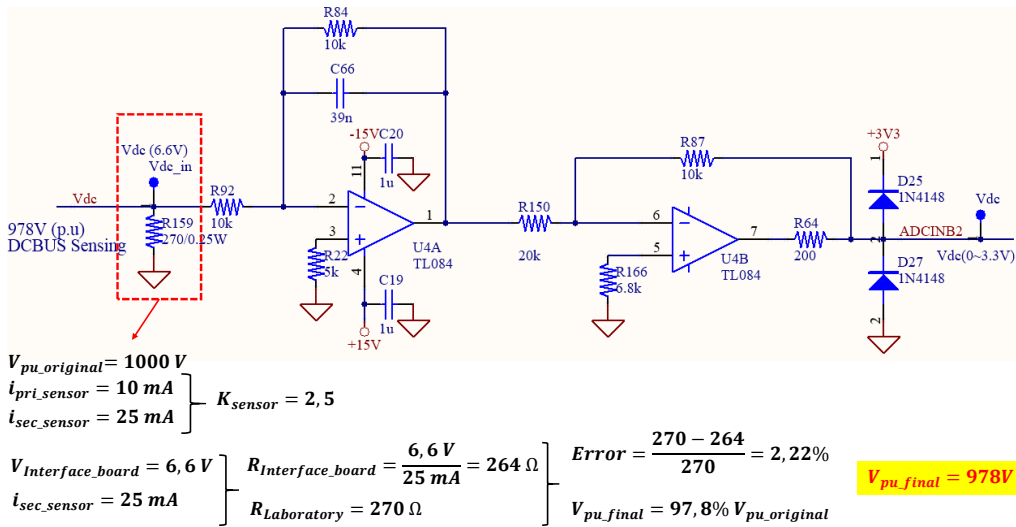 R84
10k
C66
39n
-15V
C20
11
1u
Vdc (6.6V)
Vdc_in
Vdc
R92
10k
R159
270/0.25W
978V (p.u)
DCBUS Sensing
2
3
1
4
R22
5k
U4A
TL084
C19
1u
+15V
R150
20k
R87
10k
6
5
7
U4B
TL084
R166
6.8k
R64
200
+3V3
1
D25
1N4148
2
ADCINB2
Vdc
Vdc(0~3.3V)
D27
1N4148
2
V_pu_original = 1000 V
i_pri_sensor = 10 mA
i_sec_sensor = 25 mA
K_sensor = 2,5
V_Interface_board = 6,6 V
i_sec_sensor = 25 mA
R_Interface_board = 6,6 V / 25 mA = 264 Ω
R_Laboratory = 270 Ω
Error = 270 − 264 / 270 = 2,22%
V_pu_final = 97,8% V_pu_original
V_pu_final = 978V